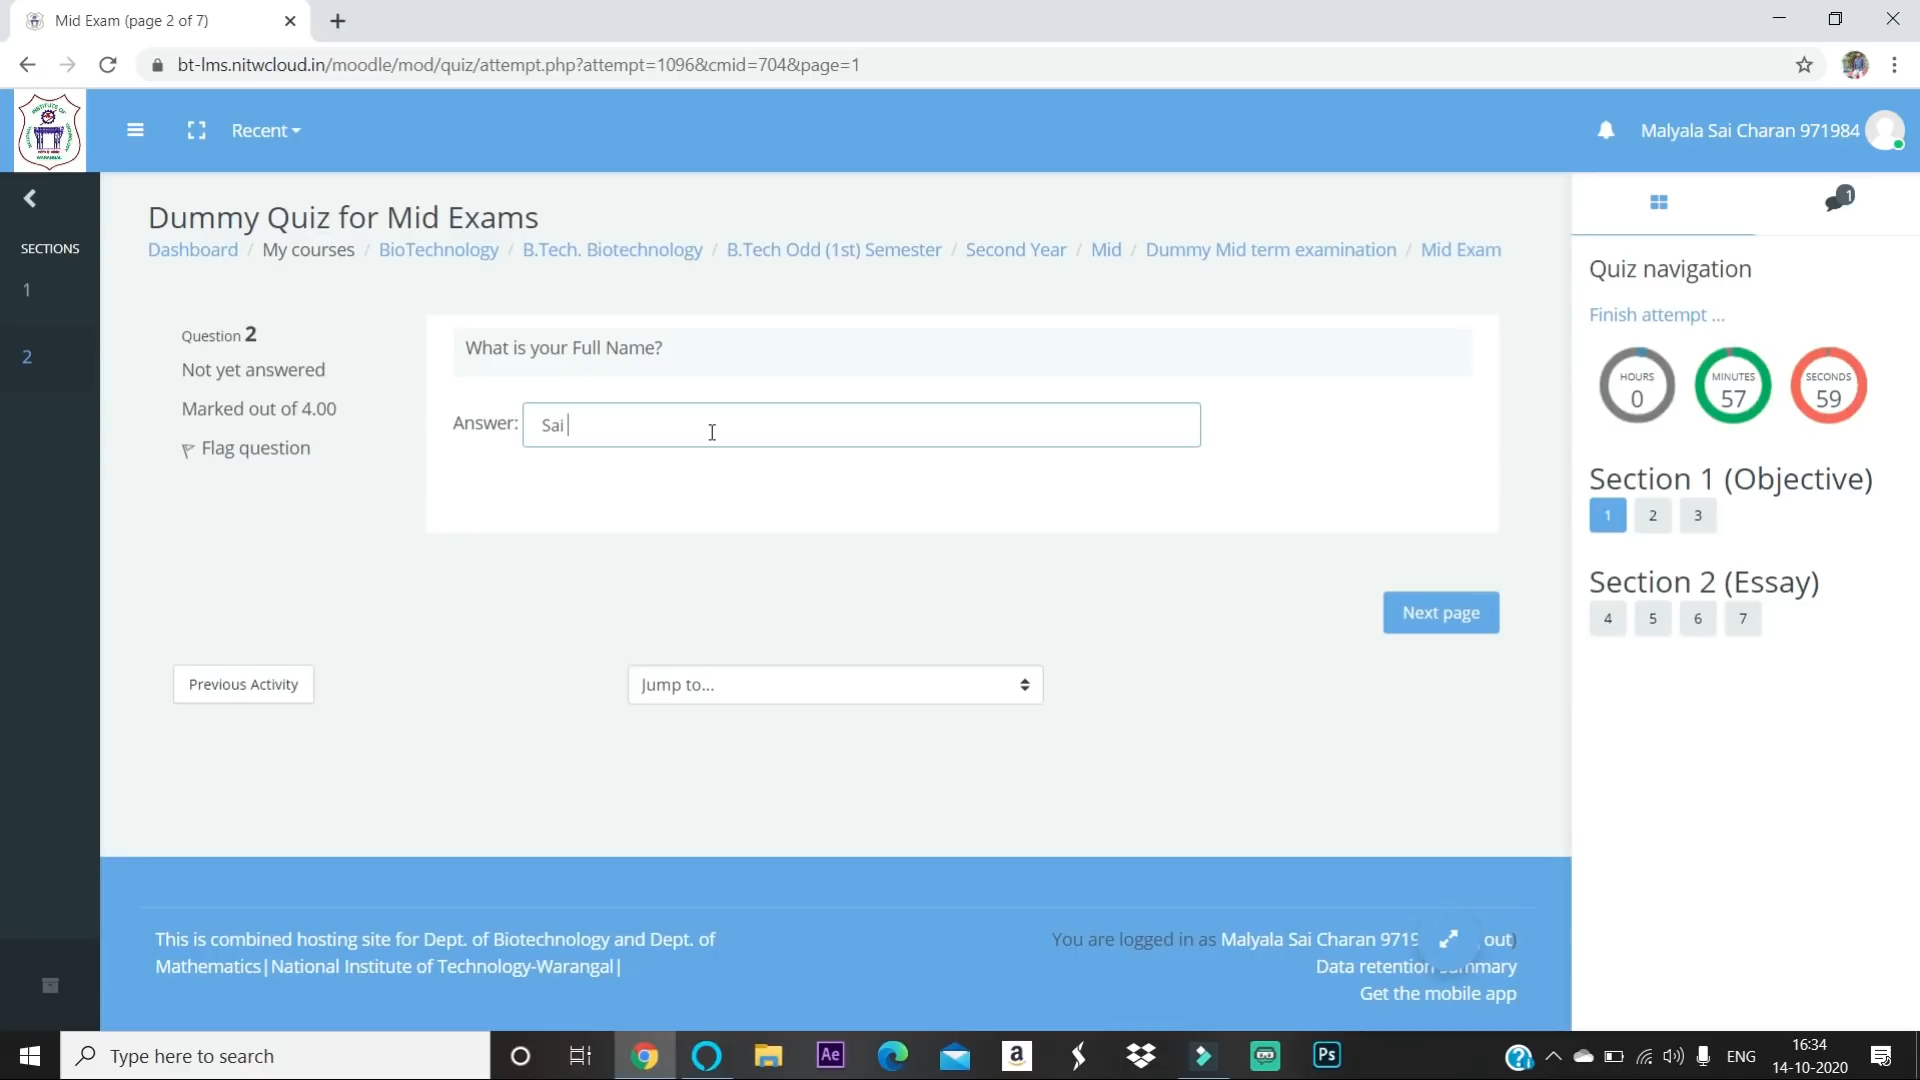 Mid Exam (page 2 of 7)
bt-lms.nitwcloud.in/moodle/mod/quiz/attempt.php?attempt=1096&cmid=704&page=1
Recent
Malyala Sai Charan 971984
SECTIONS
1
2
Dummy Quiz for Mid Exams
Dashboard / My courses / BioTechnology / B.Tech. Biotechnology / B.Tech Odd (1st) Semester / Second Year / Mid / Dummy Mid term examination / Mid Exam
Question 2
Not yet answered
Marked out of 4.00
Flag question
What is your Full Name?
Answer: Sai
Next page
Previous Activity
Jump to...
1
Quiz navigation
Finish attempt ...
HOURS
0
MINUTES
57
SECONDS
59
Section 1 (Objective)
1 2 3
Section 2 (Essay)
4 5 6 7
This is combined hosting site for Dept. of Biotechnology and Dept. of
Mathematics|National Institute of Technology-Warangal|
You are logged in as Malyala Sai Charan 9719 out)
Data retention summary
Get the mobile app
Type here to search
Ae
a
Ps
ENG
16:34
14-10-2020